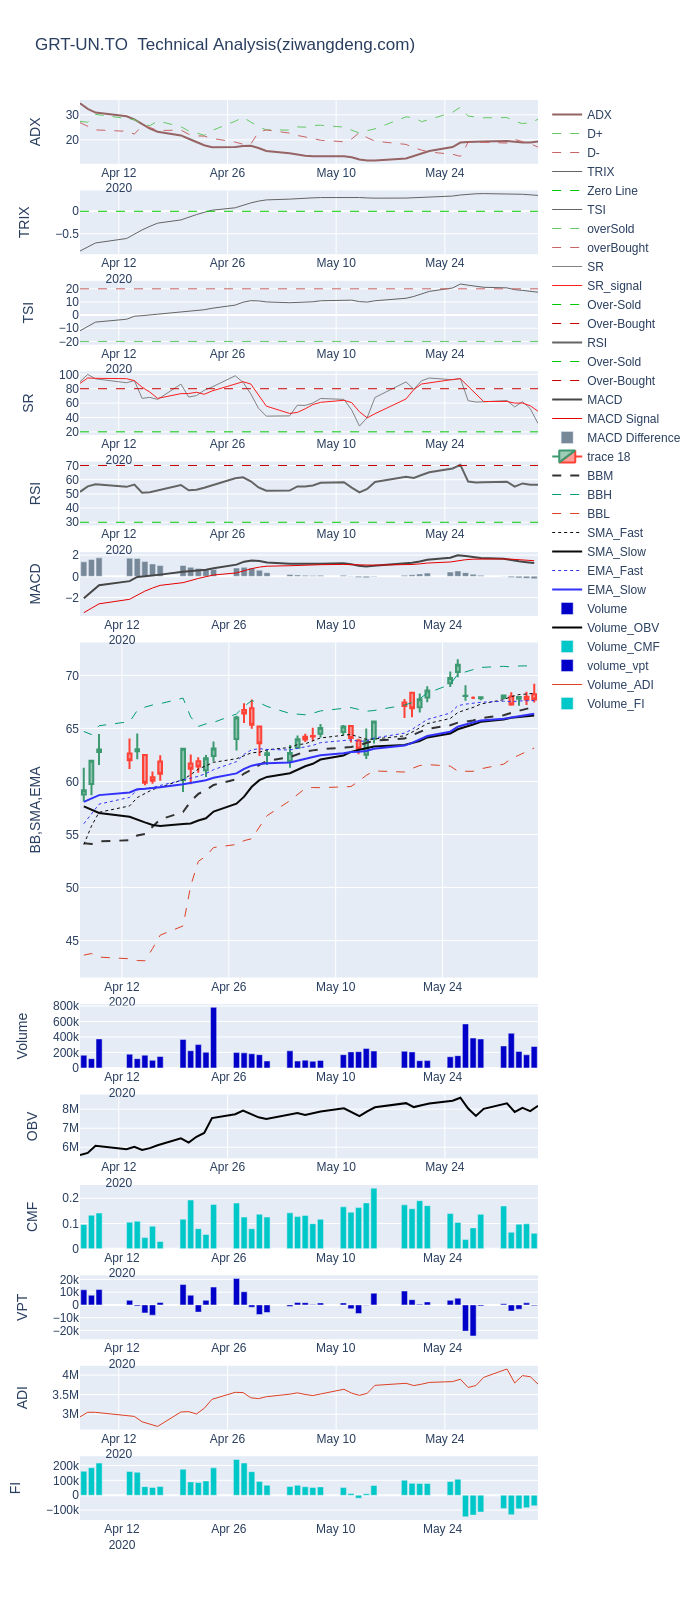 GRT-UN.TO  Technical Analysis(ziwangdeng.com)
ADX
30
20
Apr 12
2020
Apr 26
May 10
May 24
TRIX
0
−0.5
Apr 12
2020
Apr 26
May 10
May 24
TSI
20
10
0
−10
−20
Apr 12
2020
Apr 26
May 10
May 24
SR
100
80
60
40
20
Apr 12
2020
Apr 26
May 10
May 24
RSI
70
60
50
40
30
Apr 12
2020
Apr 26
May 10
May 24
MACD
2
0
−2
Apr 12
2020
Apr 26
May 10
May 24
BB,SMA,EMA
70
65
60
55
50
45
Apr 12
2020
Apr 26
May 10
May 24
Volume
800k
600k
400k
200k
0
Apr 12
2020
Apr 26
May 10
May 24
OBV
8M
7M
6M
Apr 12
2020
Apr 26
May 10
May 24
CMF
0.2
0.1
0
Apr 12
2020
Apr 26
May 10
May 24
VPT
20k
10k
0
−10k
−20k
Apr 12
2020
Apr 26
May 10
May 24
ADI
4M
3.5M
3M
Apr 12
2020
Apr 26
May 10
May 24
FI
200k
100k
0
−100k
Apr 12
2020
Apr 26
May 10
May 24
ADX
D+
D-
TRIX
Zero Line
TSI
overSold
overBought
SR
SR_signal
Over-Sold
Over-Bought
RSI
Over-Sold
Over-Bought
MACD
MACD Signal
MACD Difference
trace 18
BBM
BBH
BBL
SMA_Fast
SMA_Slow
EMA_Fast
EMA_Slow
Volume
Volume_OBV
Volume_CMF
volume_vpt
Volume_ADI
Volume_FI